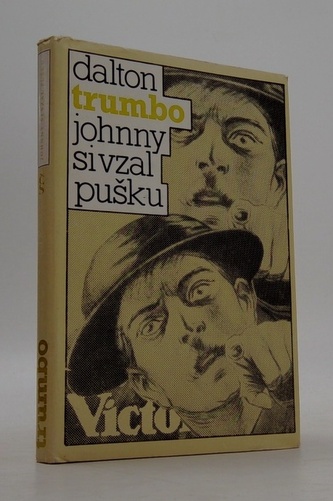 dalton
trumbo
johnny
si vzal
pušku
Victo
trumbo